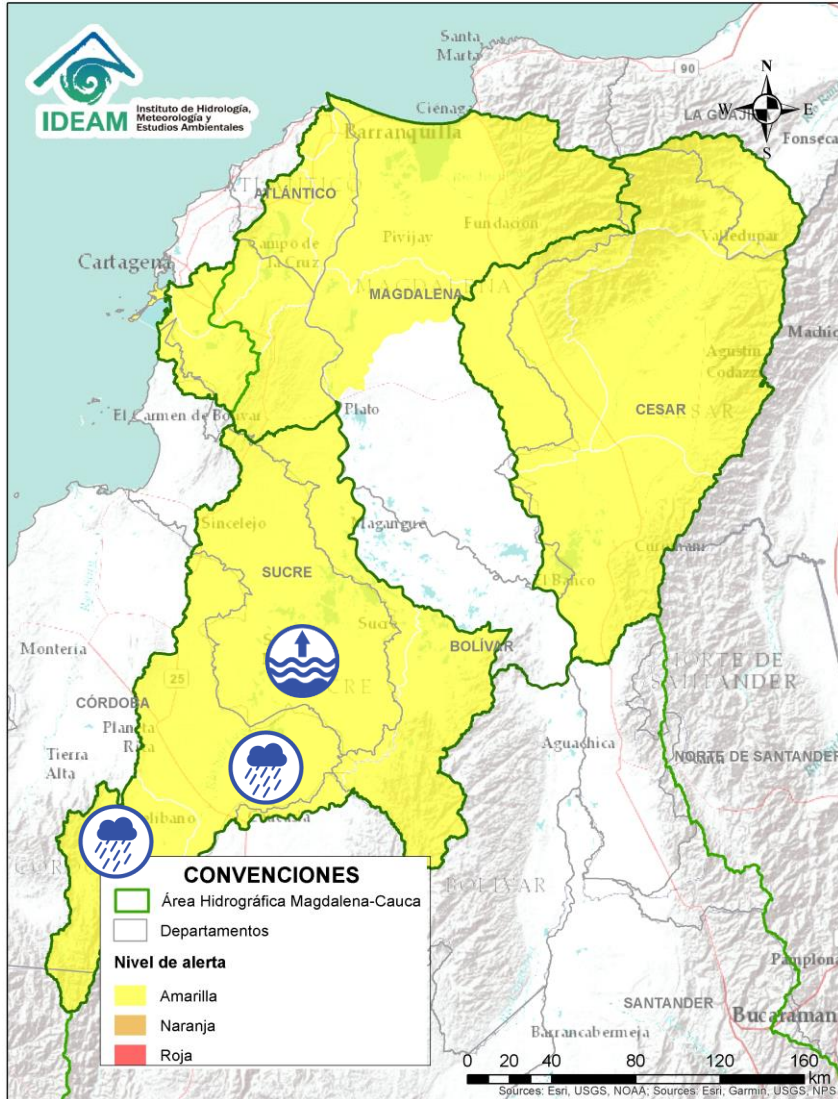 Santa
Marta
90
N
W E
S
IDEAM
Instituto de Hidrología,
Meteorología y
Estudios Ambientales
Ciénaga
LA GUAJI
Fonseca
Barranquilla
ATLÁNTICO
Valledupar
Campo de
la Cruz
Pivijay
Fundación
Cartagena
MAGDALENA
Agustín
Codazzi
CESAR
El Carmen de Bolívar
Plato
Sincelejo
Magangué
SUCRE
El Banco
Sucre
BOLÍVAR
Montería
25
NORTE DE
SANTANDER
CÓRDOBA
Planeta
Rica
Tierra
Alta
Aguachica
NORTE DE SANTANDER
BOLÍVAR
CONVENCIONES
Área Hidrográfica Magdalena-Cauca
Departamentos
Nivel de alerta
Amarilla
Naranja
Roja
Pamplona
SANTANDER
Bucaraman
Barrancabermeja
0 20 40 80 120 160
Km
Sources: Esri, USGS, NOAA; Sources: Esri, Garmin, USGS, NPS